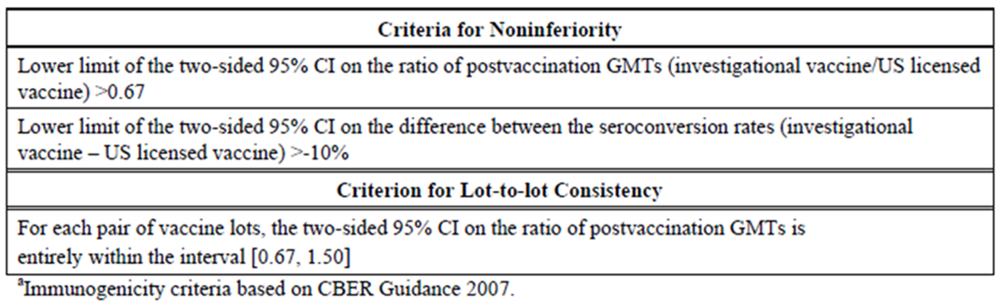 Criteria for Noninferiority
Lower limit of the two-sided 95% CI on the ratio of postvaccination GMTs (investigational vaccine/US licensed
vaccine) >0.67
Lower limit of the two-sided 95% CI on the difference between the seroconversion rates (investigational
vaccine – US licensed vaccine) >-10%
Criterion for Lot-to-lot Consistency
For each pair of vaccine lots, the two-sided 95% CI on the ratio of postvaccination GMTs is
entirely within the interval [0.67, 1.50]
aImmunogenicity criteria based on CBER Guidance 2007.